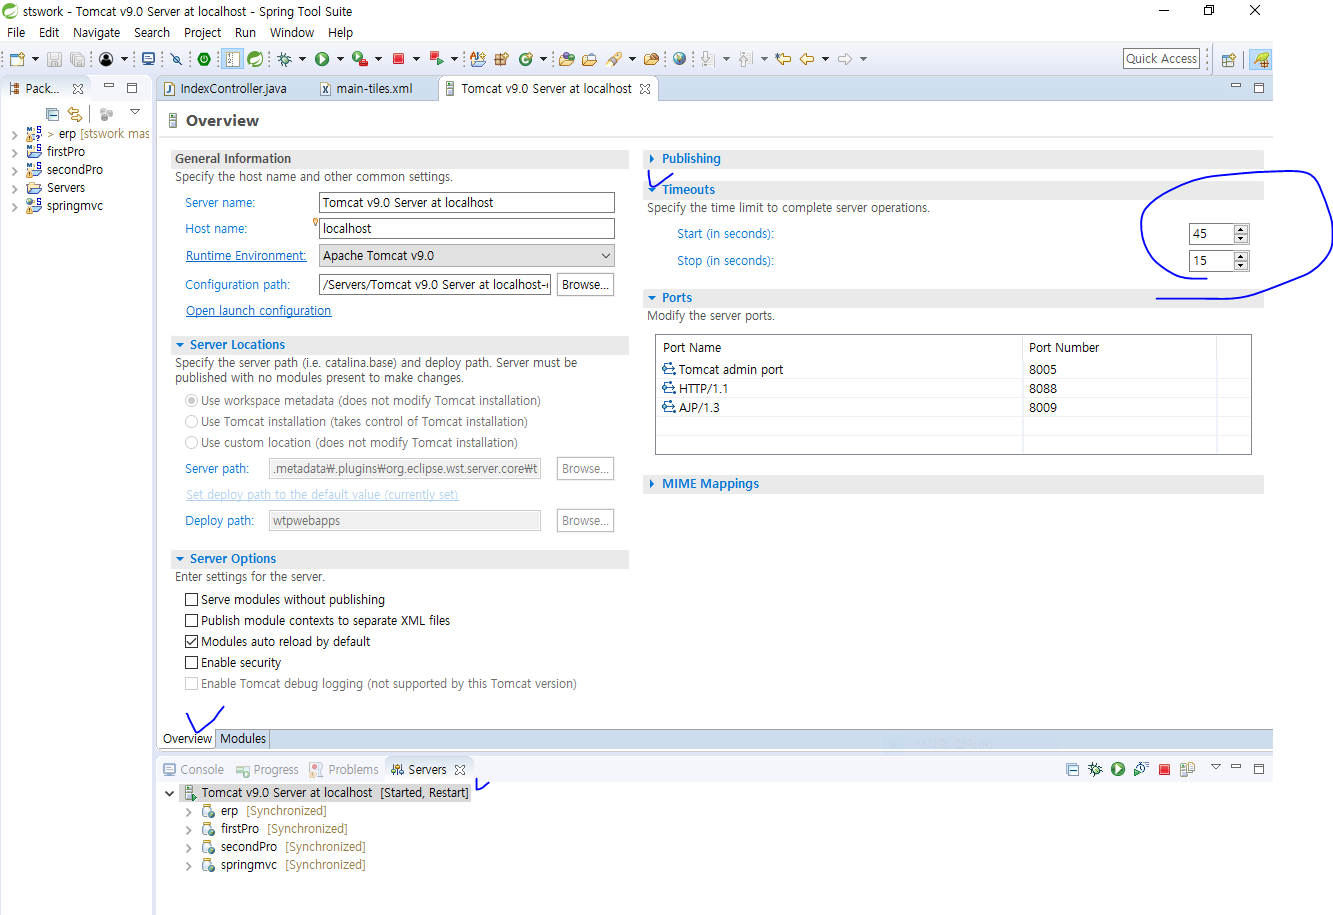 stswork - Tomcat v9.0 Server at localhost - Spring Tool Suite
File Edit Navigate Search Project Run Window Help
Quick Access
Pack...
IndexController.java
main-tiles.xml
Tomcat v9.0 Server at localhost
> erp [stswork mas
firstPro
secondPro
Servers
springmvc
Overview
General Information
Specify the host name and other common settings.
Server name: Tomcat v9.0 Server at localhost
Host name: localhost
Runtime Environment: Apache Tomcat v9.0
Configuration path: /Servers/Tomcat v9.0 Server at localhost- Browse...
Open launch configuration
Server Locations
Specify the server path (i.e. catalina.base) and deploy path. Server must be
published with no modules present to make changes.
Use workspace metadata (does not modify Tomcat installation)
Use Tomcat installation (takes control of Tomcat installation)
Use custom location (does not modify Tomcat installation)
Server path: .metadata₩.plugins₩org.eclipse.wst.server.core₩t Browse...
Set deploy path to the default value (currently set)
Deploy path: wtpwebapps Browse...
Server Options
Enter settings for the server.
Serve modules without publishing
Publish module contexts to separate XML files
Modules auto reload by default
Enable security
Enable Tomcat debug logging (not supported by this Tomcat version)
Publishing
Timeouts
Specify the time limit to complete server operations.
Start (in seconds): 45
Stop (in seconds): 15
Ports
Modify the server ports.
Port Name Port Number
Tomcat admin port 8005
HTTP/1.1 8088
AJP/1.3 8009
MIME Mappings
Overview Modules
Console Progress Problems Servers
Tomcat v9.0 Server at localhost [Started, Restart]
erp [Synchronized]
firstPro [Synchronized]
secondPro [Synchronized]
springmvc [Synchronized]